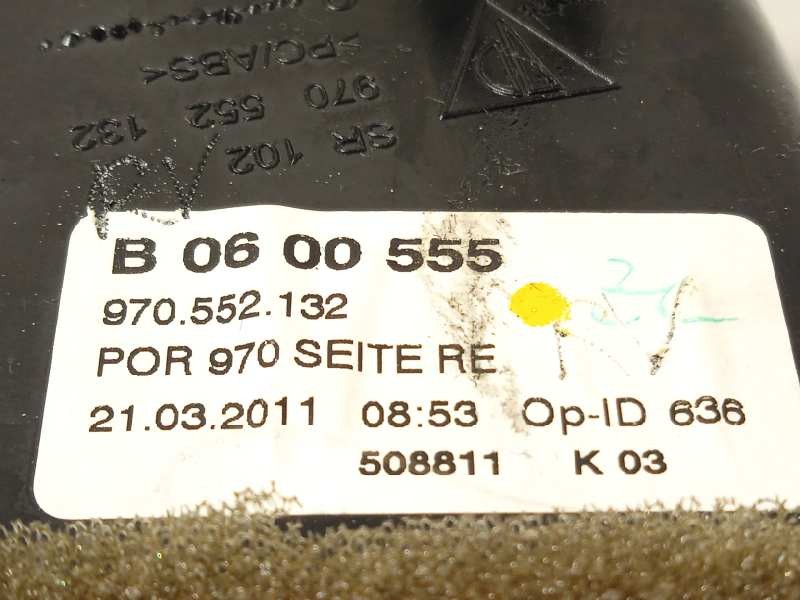 >PC/ABS<
970 552 132
SR 102
B 06 00 555
970.552.132
POR 970 SEITE RE
21.03.2011 08:53 Op-ID 636
508811 K 03